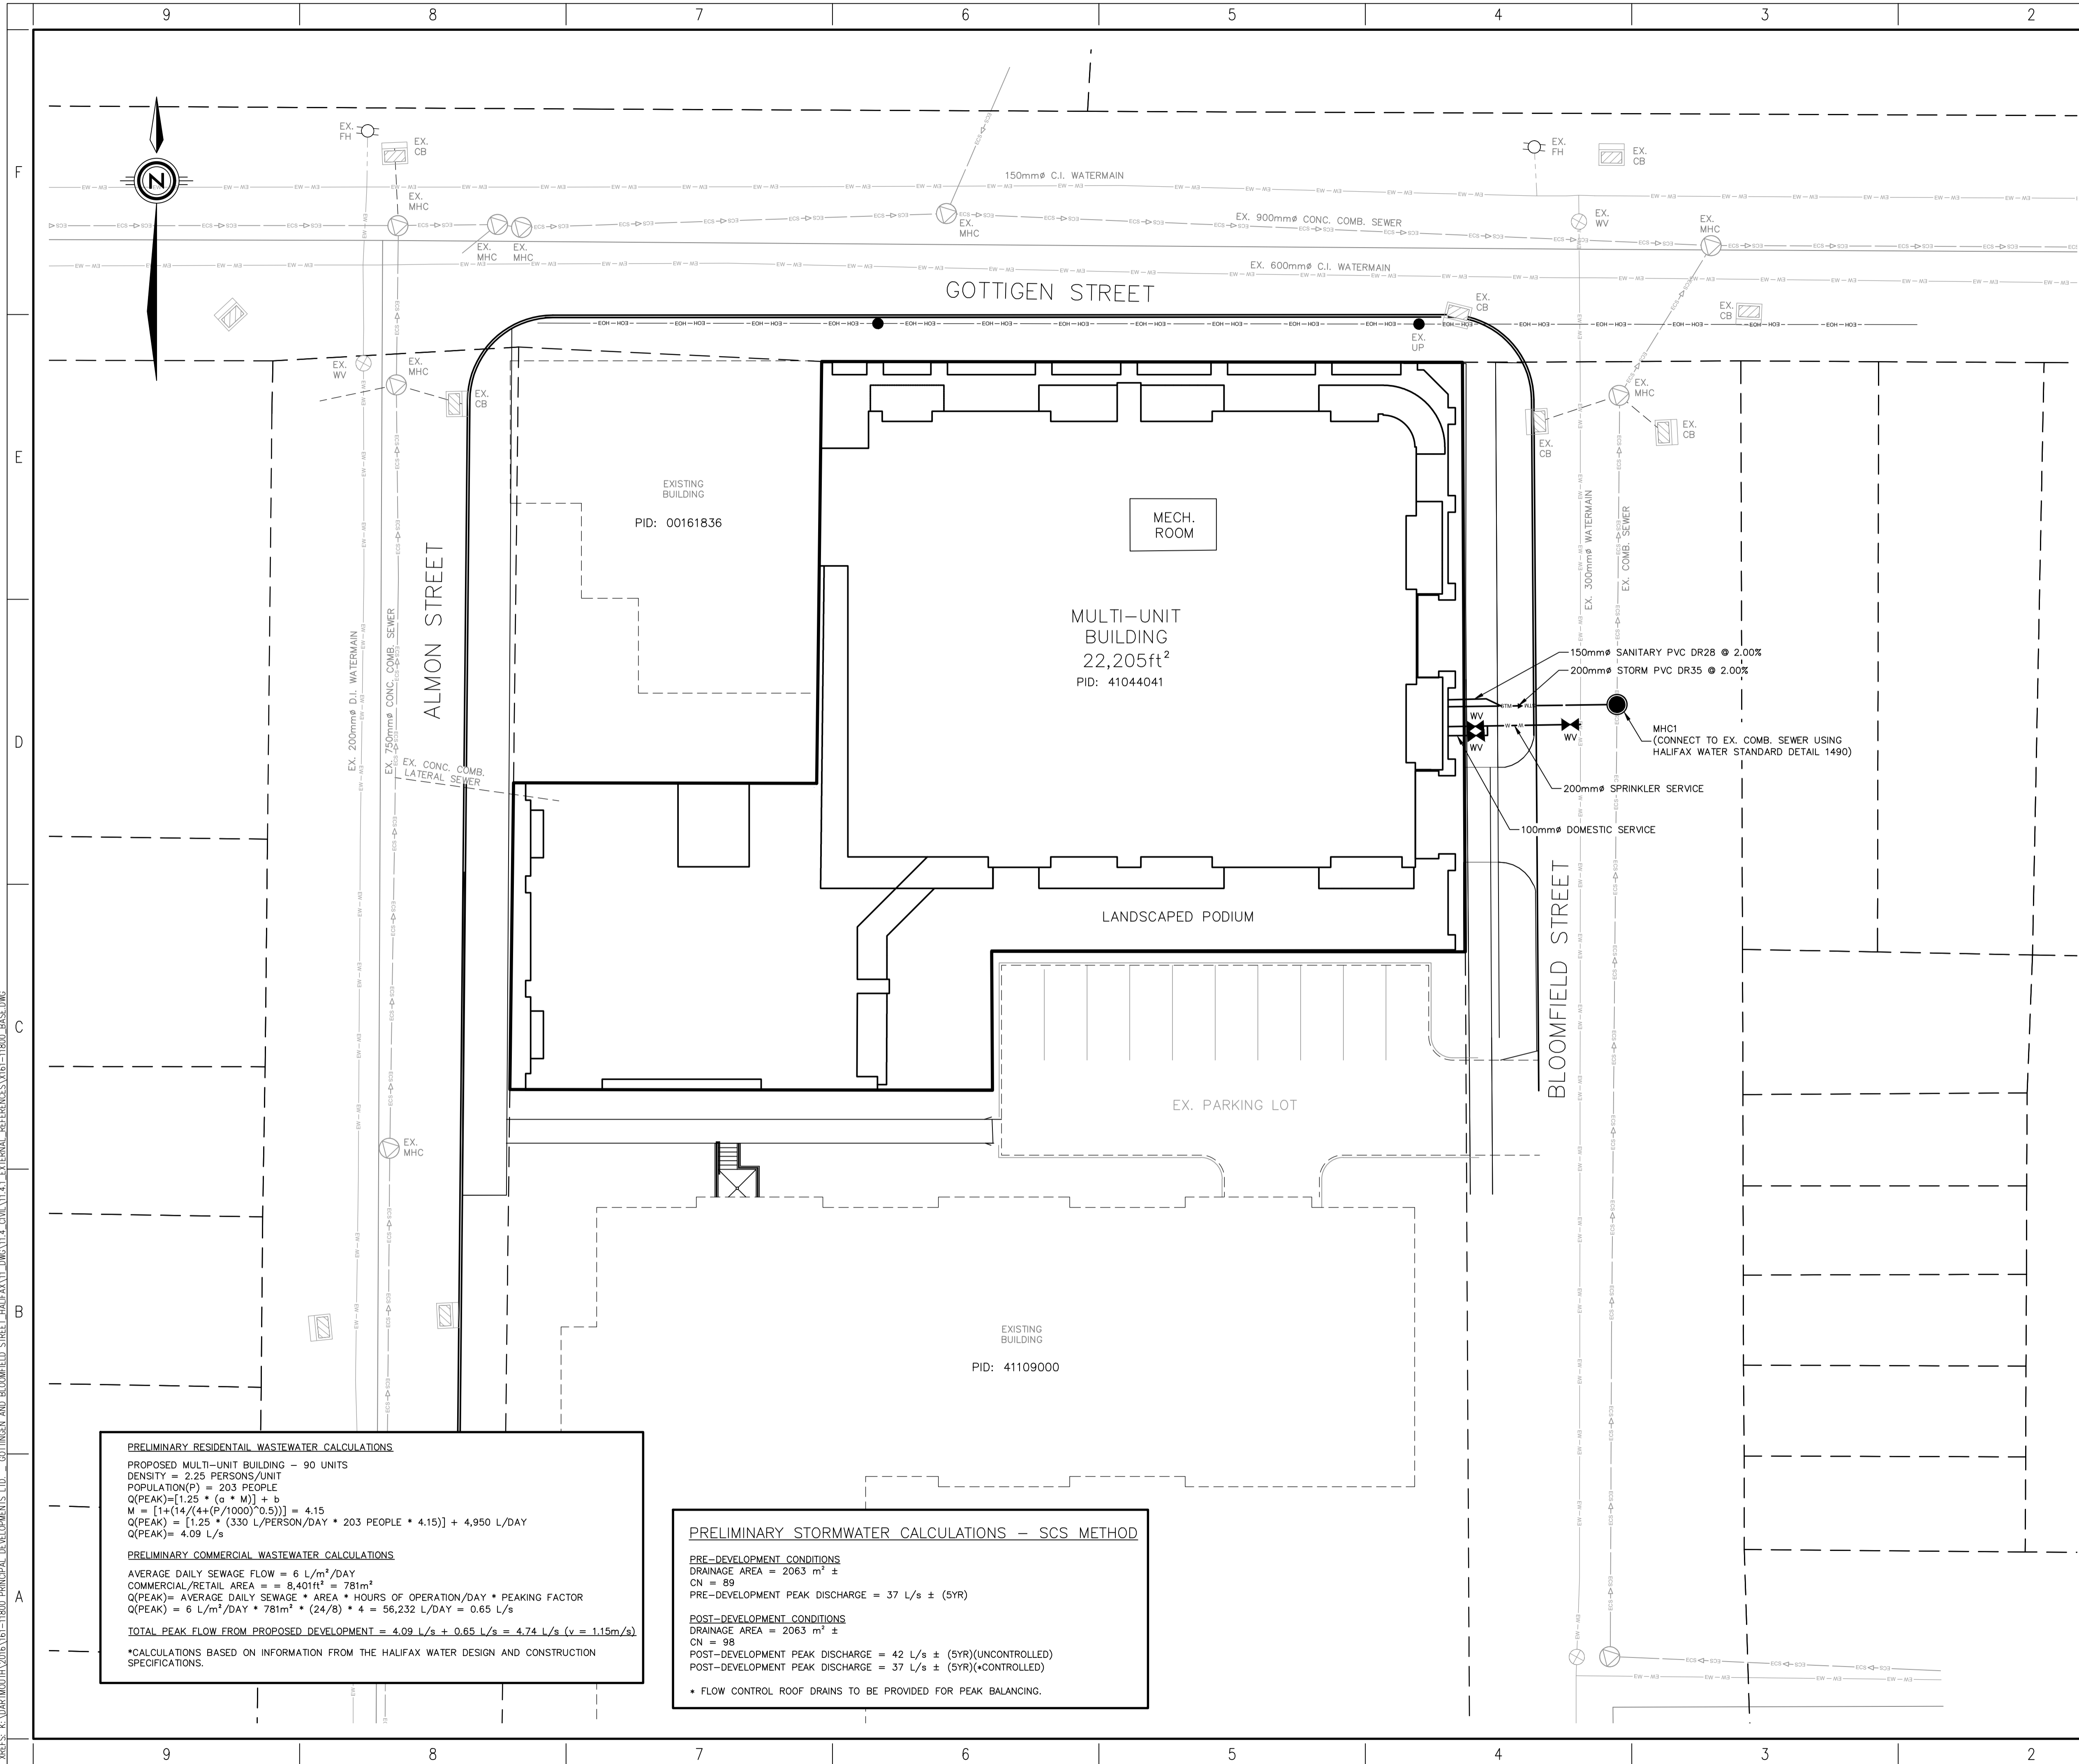 9 8 7 6 5 4 3 2
F
E
D
C
B
A
N
EX.
FH
EX.
CB
EX.
MHC
EX.
MHC
EX.
MHC
EX.
MHC
150mmø C.I. WATERMAIN
EX. 900mmø CONC. COMB. SEWER
EX. 600mmø C.I. WATERMAIN
EX.
FH
EX.
CB
EX.
WV
EX.
MHC
GOTTIGEN STREET
EX.
CB
EX.
CB
EX.
UP
EX.
WV
EX.
MHC
EX.
CB
EX.
MHC
EX.
CB
EX.
CB
EXISTING
BUILDING
PID: 00161836
MECH.
ROOM
MULTI-UNIT
BUILDING
22,205ft²
PID: 41044041
ALMON STREET
EX. 200mmø D.I. WATERMAIN
EX. 750mmø CONC. COMB. SEWER
EX. CONC. COMB.
LATERAL SEWER
EX. 300mmø WATERMAIN
EX. COMB. SEWER
150mmø SANITARY PVC DR28 @ 2.00%
200mmø STORM PVC DR35 @ 2.00%
WV
WV
WV
MHC1
(CONNECT TO EX. COMB. SEWER USING
HALIFAX WATER STANDARD DETAIL 1490)
200mmø SPRINKLER SERVICE
100mmø DOMESTIC SERVICE
BLOOMFIELD STREET
LANDSCAPED PODIUM
EX. PARKING LOT
EX.
MHC
EXISTING
BUILDING
PID: 41109000
PRELIMINARY RESIDENTAIL WASTEWATER CALCULATIONS
PROPOSED MULTI-UNIT BUILDING - 90 UNITS
DENSITY = 2.25 PERSONS/UNIT
POPULATION(P) = 203 PEOPLE
Q(PEAK)=[1.25 * (a * M)] + b
M = [1+(14/(4+(P/1000)^0.5))] = 4.15
Q(PEAK) = [1.25 * (330 L/PERSON/DAY * 203 PEOPLE * 4.15)] + 4,950 L/DAY
Q(PEAK)= 4.09 L/s
PRELIMINARY COMMERCIAL WASTEWATER CALCULATIONS
AVERAGE DAILY SEWAGE FLOW = 6 L/m²/DAY
COMMERCIAL/RETAIL AREA = = 8,401ft² = 781m²
Q(PEAK)= AVERAGE DAILY SEWAGE * AREA * HOURS OF OPERATION/DAY * PEAKING FACTOR
Q(PEAK) = 6 L/m²/DAY * 781m² * (24/8) * 4 = 56,232 L/DAY = 0.65 L/s
TOTAL PEAK FLOW FROM PROPOSED DEVELOPMENT = 4.09 L/s + 0.65 L/s = 4.74 L/s (v = 1.15m/s)
*CALCULATIONS BASED ON INFORMATION FROM THE HALIFAX WATER DESIGN AND CONSTRUCTION
SPECIFICATIONS.
PRELIMINARY STORMWATER CALCULATIONS - SCS METHOD
PRE-DEVELOPMENT CONDITIONS
DRAINAGE AREA = 2063 m² ±
CN = 89
PRE-DEVELOPMENT PEAK DISCHARGE = 37 L/s ± (5YR)
POST-DEVELOPMENT CONDITIONS
DRAINAGE AREA = 2063 m² ±
CN = 98
POST-DEVELOPMENT PEAK DISCHARGE = 42 L/s ± (5YR)(UNCONTROLLED)
POST-DEVELOPMENT PEAK DISCHARGE = 37 L/s ± (5YR)(*CONTROLLED)
* FLOW CONTROL ROOF DRAINS TO BE PROVIDED FOR PEAK BALANCING.
9 8 7 6 5 4 3 2